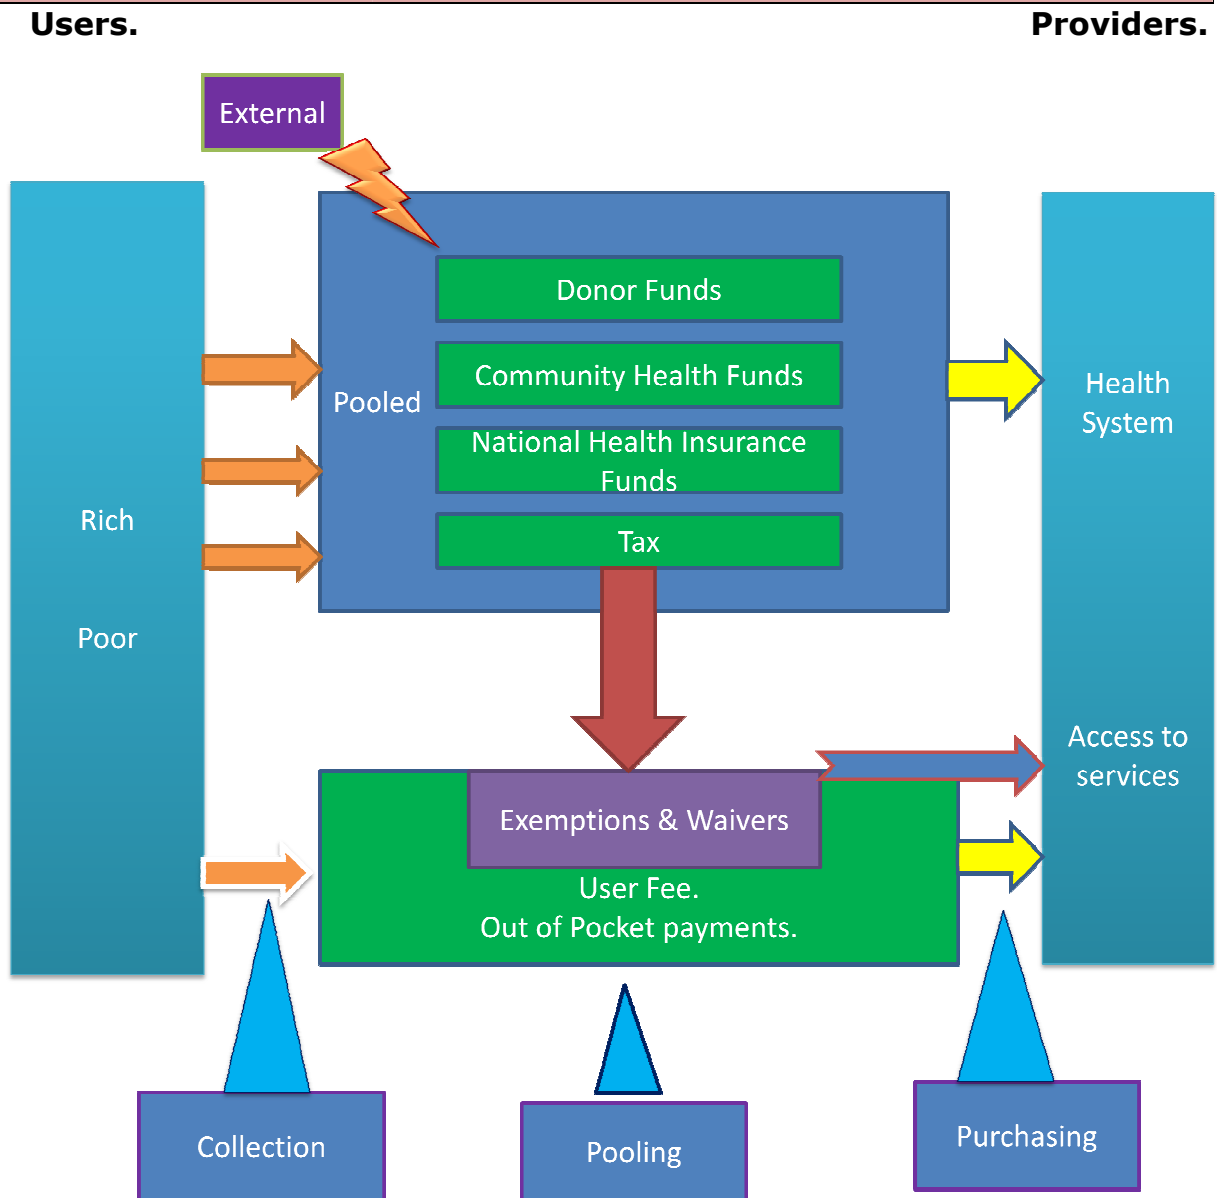 Users.
Providers.
External
Donor Funds
Community Health Funds
Pooled
National Health Insurance
Funds
Tax
Rich
Poor
Health
System
Access to
services
Exemptions & Waivers
User Fee.
Out of Pocket payments.
Collection
Pooling
Purchasing